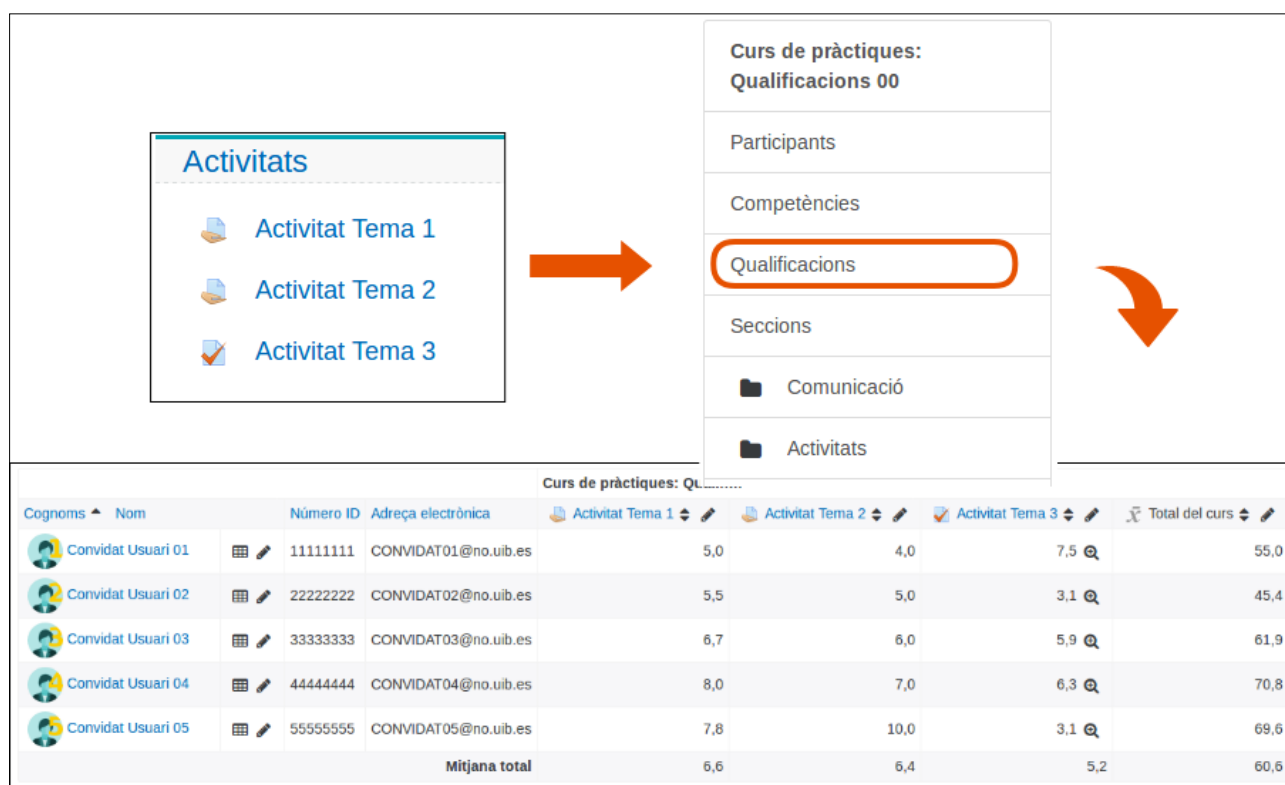 Activitats
Activitat Tema 1
Activitat Tema 2
Activitat Tema 3
Curs de pràctiques:
Qualificacions 00
Participants
Competències
Qualificacions
Seccions
Comunicació
Activitats
Curs de pràctiques:
Cognoms Nom Número ID Adreça electrònica Activitat Tema 1 Activitat Tema 2 Activitat Tema 3 Total del curs
Convidat Usuari 01 11111111 CONVIDAT01@no.uib.es 5,0 4,0 7,5 55,0
Convidat Usuari 02 22222222 CONVIDAT02@no.uib.es 5,5 5,0 3,1 45,4
Convidat Usuari 03 33333333 CONVIDAT03@no.uib.es 6,7 6,0 5,9 61,9
Convidat Usuari 04 44444444 CONVIDAT04@no.uib.es 8,0 7,0 6,3 70,8
Convidat Usuari 05 55555555 CONVIDAT05@no.uib.es 7,8 10,0 3,1 69,6
Mitjana total 6,6 6,4 5,2 60,6